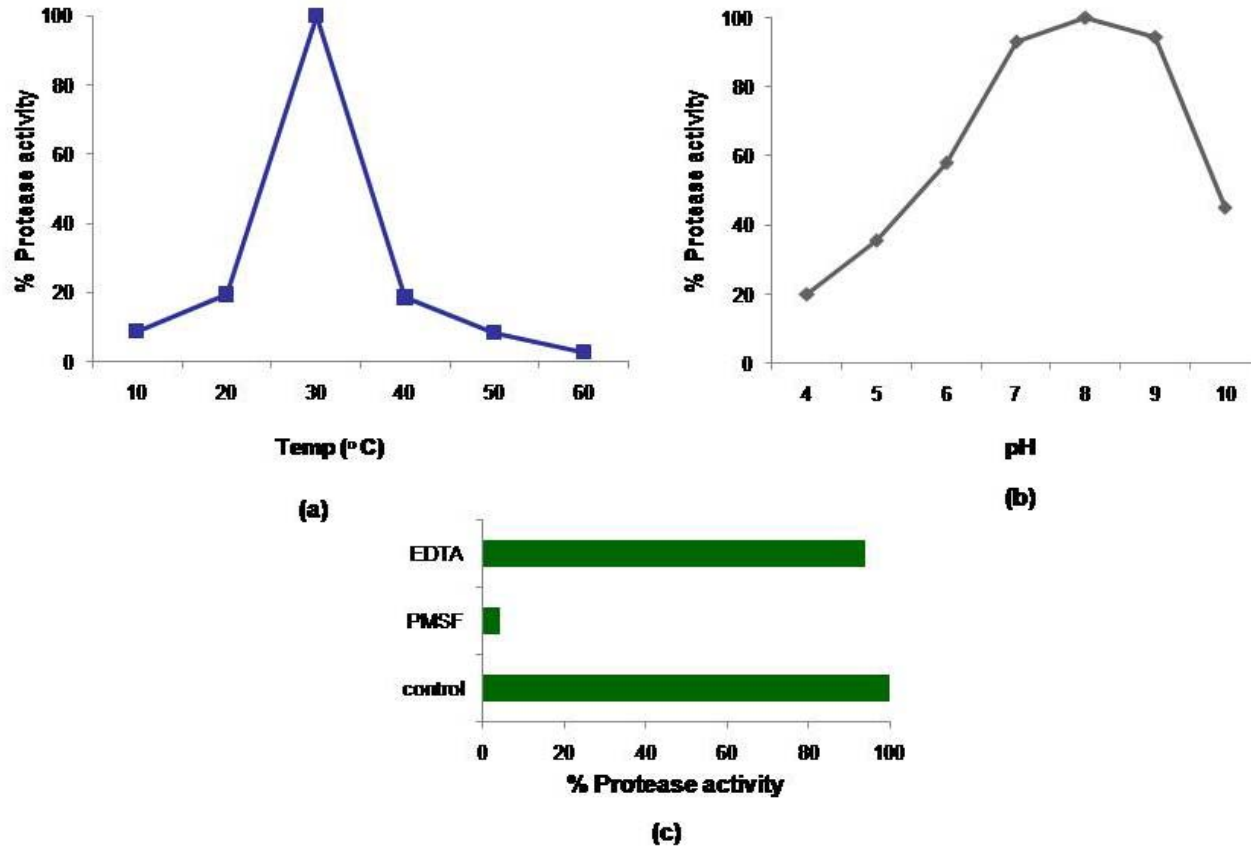 % Protease activity
100
80
60
40
20
0
10 20 30 40 50 60
Temp (° C)
(a)
% Protease activity
100
80
60
40
20
0
4 5 6 7 8 9 10
pH
(b)
EDTA
PMSF
control
0 20 40 60 80 100
% Protease activity
(c)